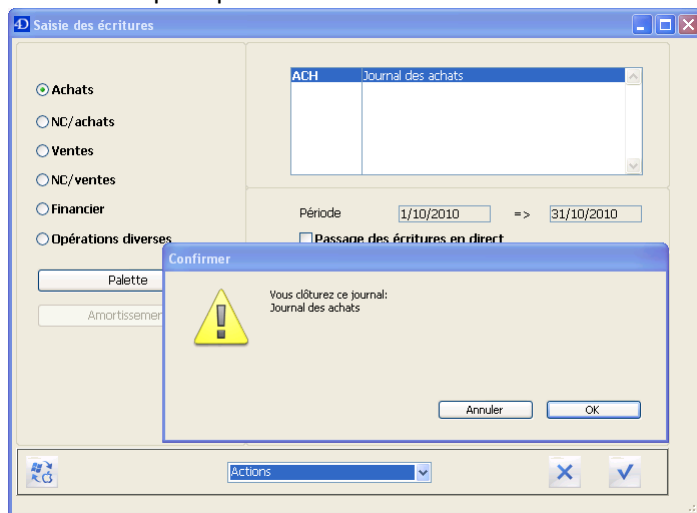 Saisie des écritures
Achats
NC/achats
Ventes
NC/ventes
Financier
Opérations diverses
Palette
ACH Journal des achats
Période 1/10/2010 => 31/10/2010
Passage des écritures en direct
Confirmer
Vous clôturez ce journal:
Journal des achats
Annuler OK
Actions